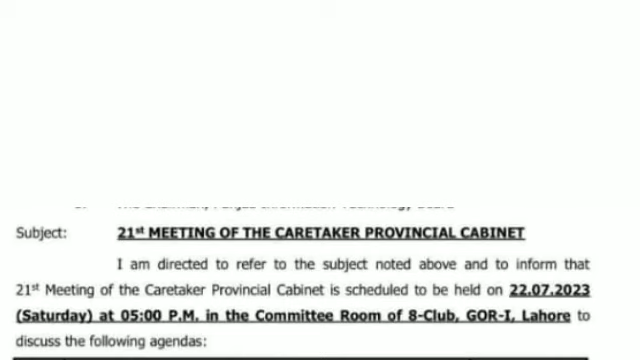 Subject: 21st MEETING OF THE CARETAKER PROVINCIAL CABINET
I am directed to refer to the subject noted above and to inform that
21st Meeting of the Caretaker Provincial Cabinet is scheduled to be held on 22.07.2023
(Saturday) at 05:00 P.M. in the Committee Room of 8-Club, GOR-I, Lahore to
discuss the following agendas: